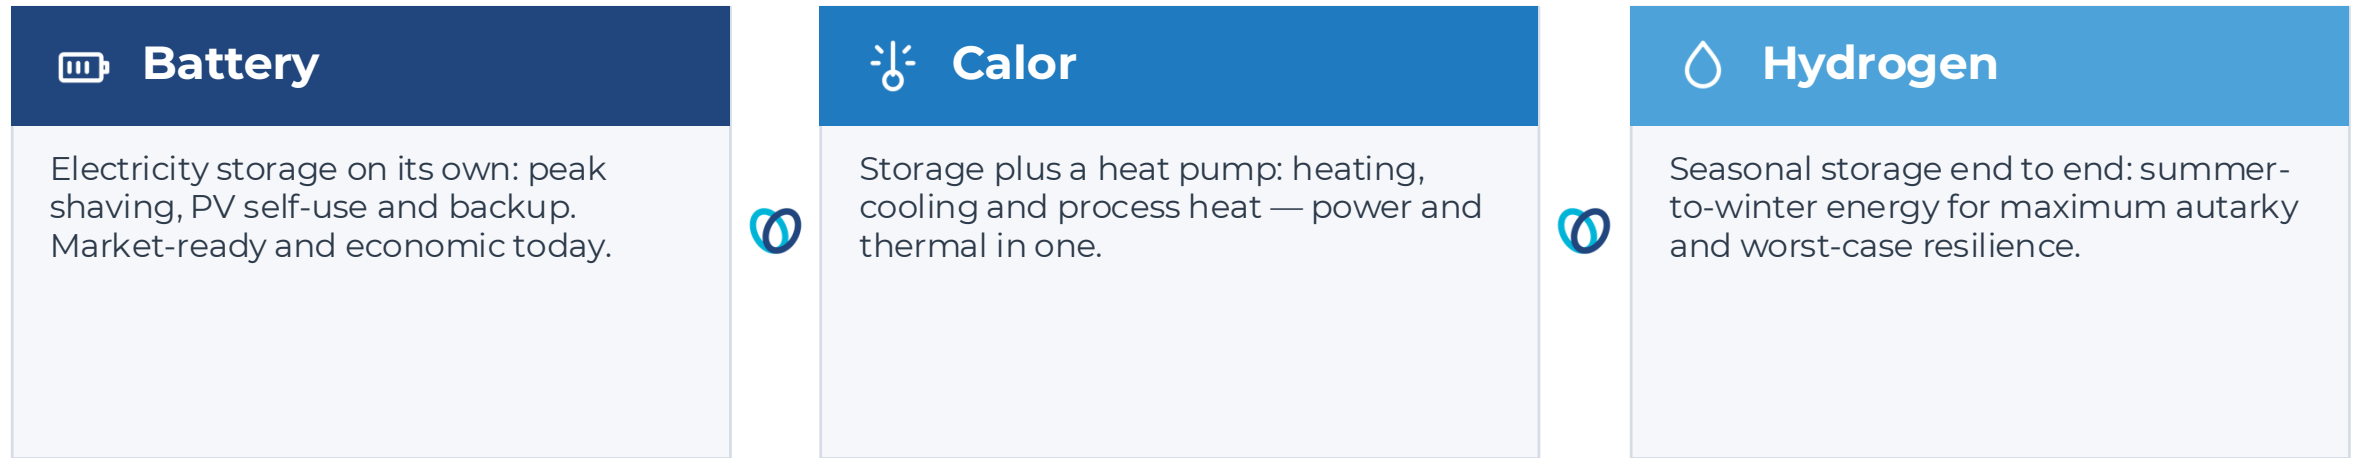 Battery
Electricity storage on its own: peak
shaving, PV self-use and backup.
Market-ready and economic today.
Calor
Storage plus a heat pump: heating,
cooling and process heat — power and
thermal in one.
Hydrogen
Seasonal storage end to end: summer-
to-winter energy for maximum autarky
and worst-case resilience.